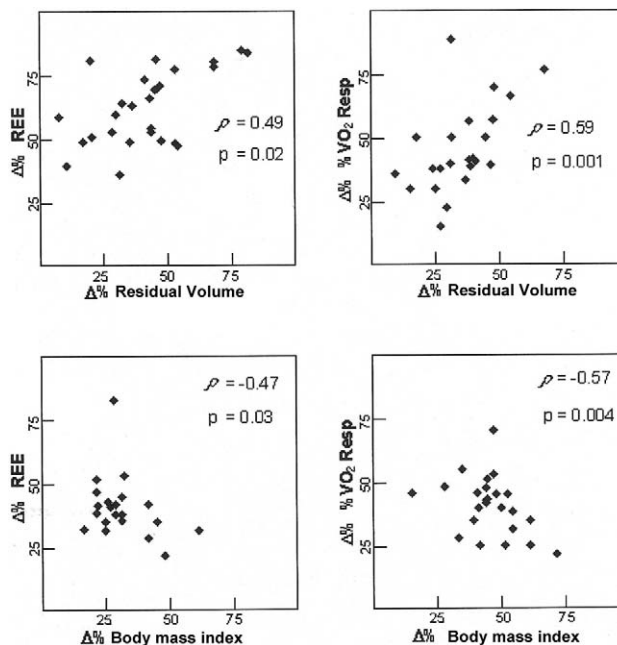 Δ% REE
75
50
25
ρ = 0.49
p = 0.02
25 50 75
Δ% Residual Volume
Δ% % VO₂ Resp
75
50
25
ρ = 0.59
p = 0.001
25 50 75
Δ% Residual Volume
Δ% REE
75
50
25
ρ = -0.47
p = 0.03
25 50 75
Δ% Body mass index
Δ % % VO₂ Resp
75
50
25
ρ = -0.57
p = 0.004
25 50 75
Δ% Body mass index